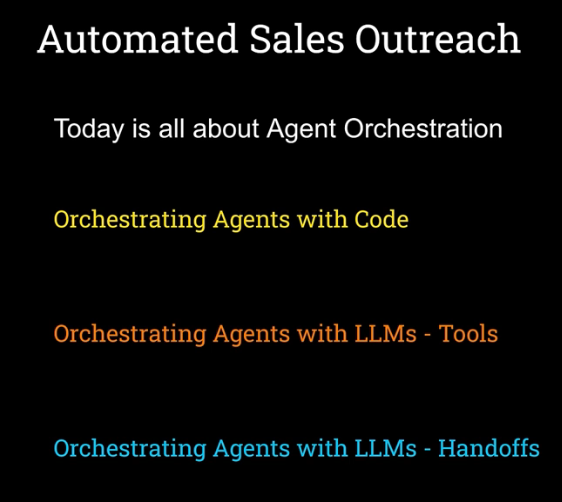 Automated Sales Outreach
Today is all about Agent Orchestration
Orchestrating Agents with Code
Orchestrating Agents with LLMs - Tools
Orchestrating Agents with LLMs - Handoffs